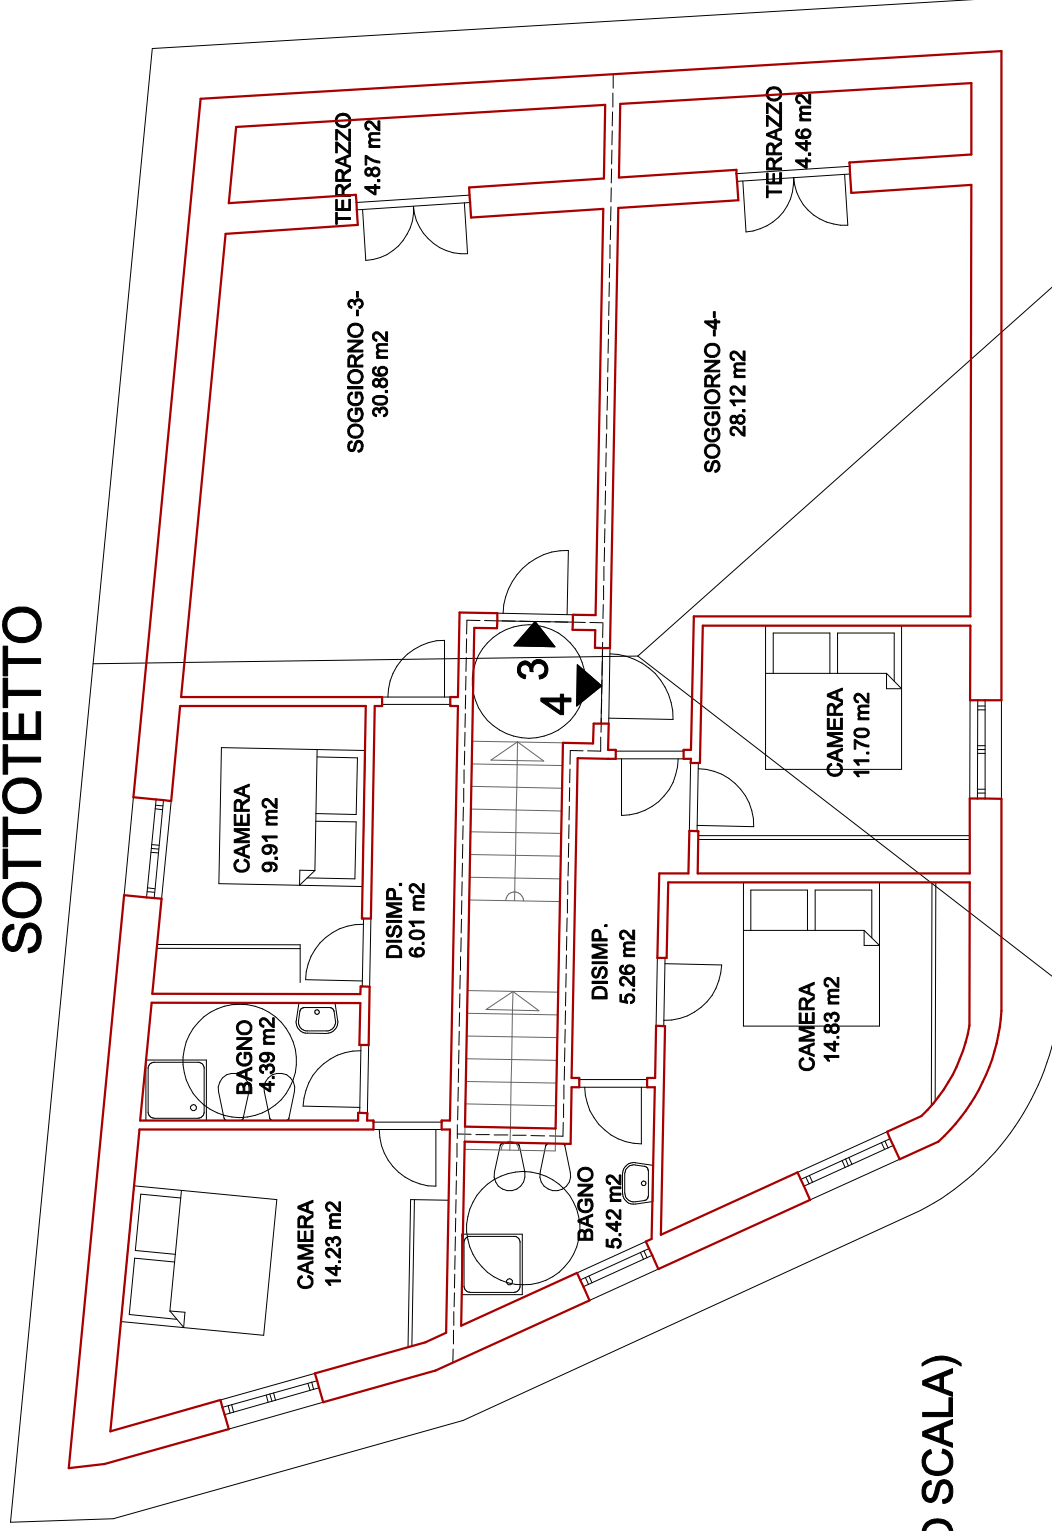 SOTTOTETTO
TERRAZZO
4.87 m2
TERRAZZO
4.46 m2
SOGGIORNO -3-
30.86 m2
SOGGIORNO -4-
28.12 m2
3
4
CAMERA
9.91 m2
DISIMP.
6.01 m2
CAMERA
11.70 m2
DISIMP.
5.26 m2
BAGNO
4.39 m2
CAMERA
14.83 m2
CAMERA
14.23 m2
BAGNO
5.42 m2
SCALA)